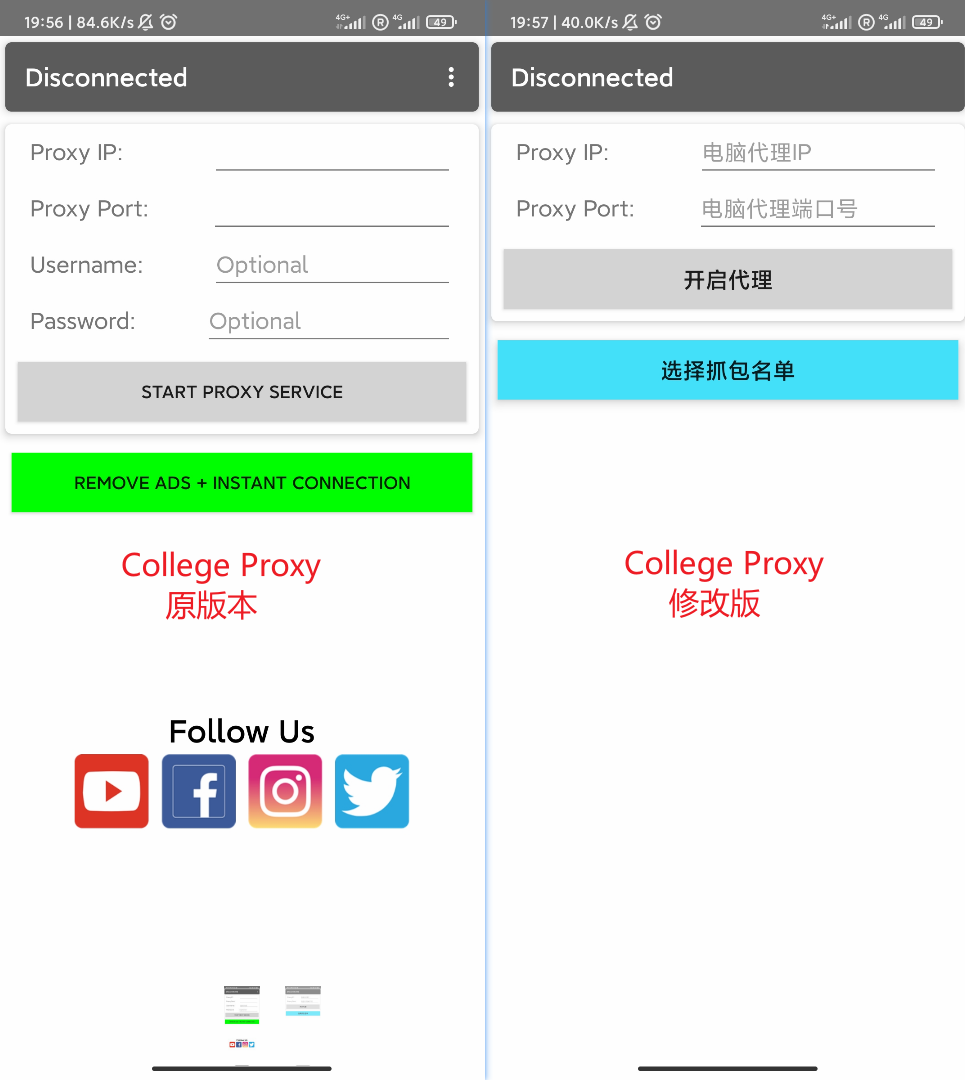 19:56 | 84.6K/s
4G+ R 4G 49
Disconnected
Proxy IP:
Proxy Port:
Username: Optional
Password: Optional
START PROXY SERVICE
REMOVE ADS + INSTANT CONNECTION
College Proxy
原版本
Follow Us
19:57 | 40.0K/s
4G+ R 4G 49
Disconnected
Proxy IP: 电脑代理IP
Proxy Port: 电脑代理端口号
开启代理
选择抓包名单
College Proxy
修改版